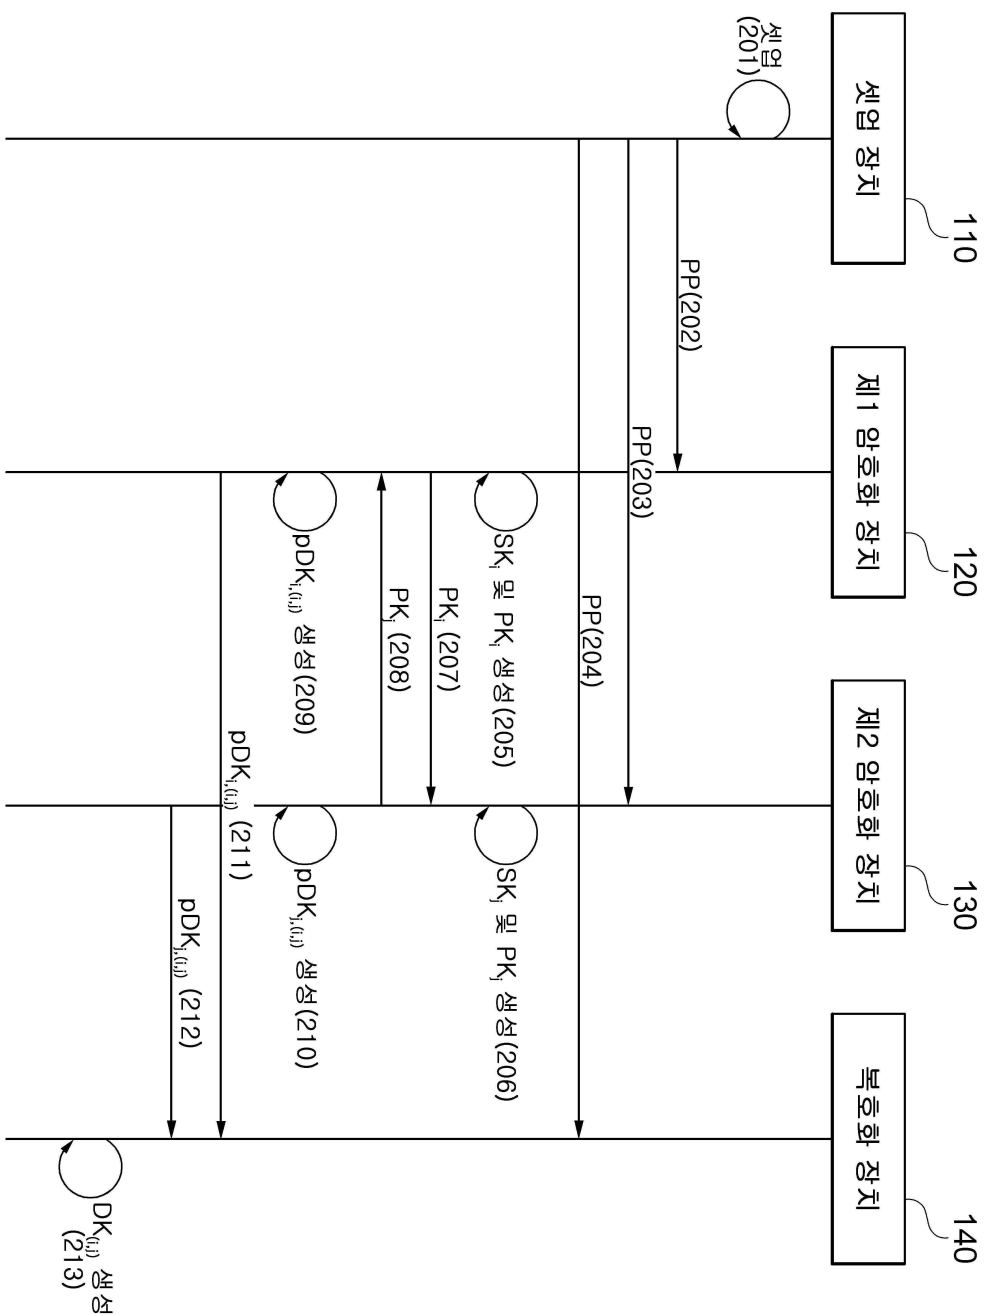 110
셋업 장치
120
제1 암호화 장치
130
제2 암호화 장치
140
복호화 장치
셋업
(201)
PP(202)
PP(203)
PP(204)
SKi 및 PKi 생성(205)
SKj 및 PKj 생성(206)
PKi (207)
PKj (208)
pDKi,(i,j) 생성(209)
pDKj,(i,j) 생성(210)
pDKi,(i,j) (211)
pDKj,(i,j) (212)
DK(i,j) 생성
(213)